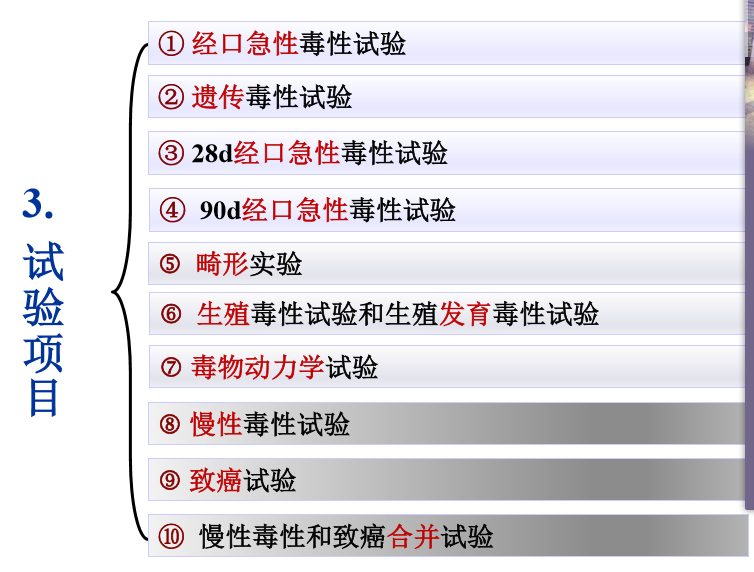 3.
试验项目
① 经口急性毒性试验
② 遗传毒性试验
③ 28d经口急性毒性试验
④ 90d经口急性毒性试验
⑤ 畸形实验
⑥ 生殖毒性试验和生殖发育毒性试验
⑦ 毒物动力学试验
⑧ 慢性毒性试验
⑨ 致癌试验
⑩ 慢性毒性和致癌合并试验